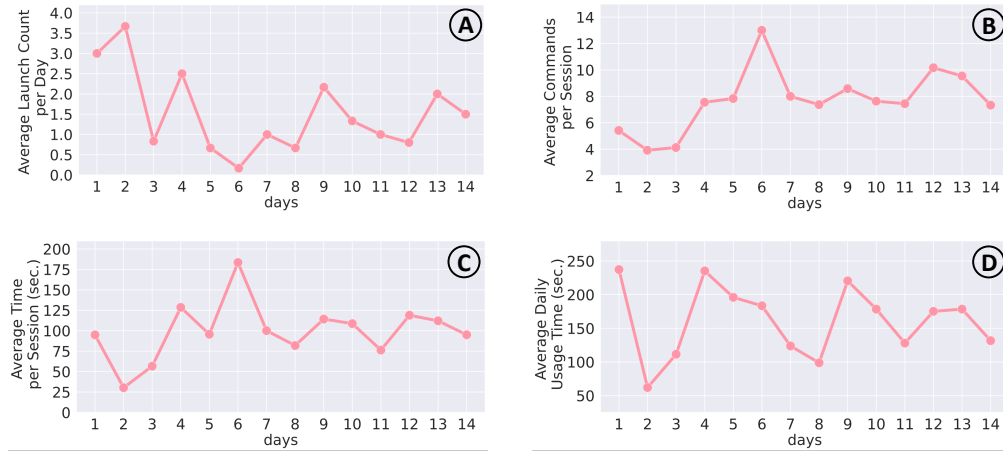 A
Average Launch Count
per Day
4.0
3.5
3.0
2.5
2.0
1.5
1.0
0.5
0.0
1 2 3 4 5 6 7 8 9 10 11 12 13 14
days
B
Average Commands
per Session
14
12
10
8
6
4
2
1 2 3 4 5 6 7 8 9 10 11 12 13 14
days
C
Average Time
per Session (sec.)
200
175
150
125
100
75
50
25
0
1 2 3 4 5 6 7 8 9 10 11 12 13 14
days
D
Average Daily
Usage Time (sec.)
250
200
150
100
50
1 2 3 4 5 6 7 8 9 10 11 12 13 14
days